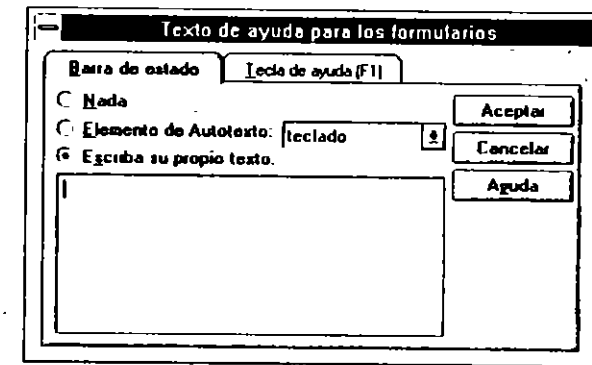 Texto de ayuda para los formularios
Barra de estado
Tecla de ayuda (F1)
Nada
Elemento de Autotexto: teclado
Escriba su propio texto.
Aceptar
Cancelar
Ayuda